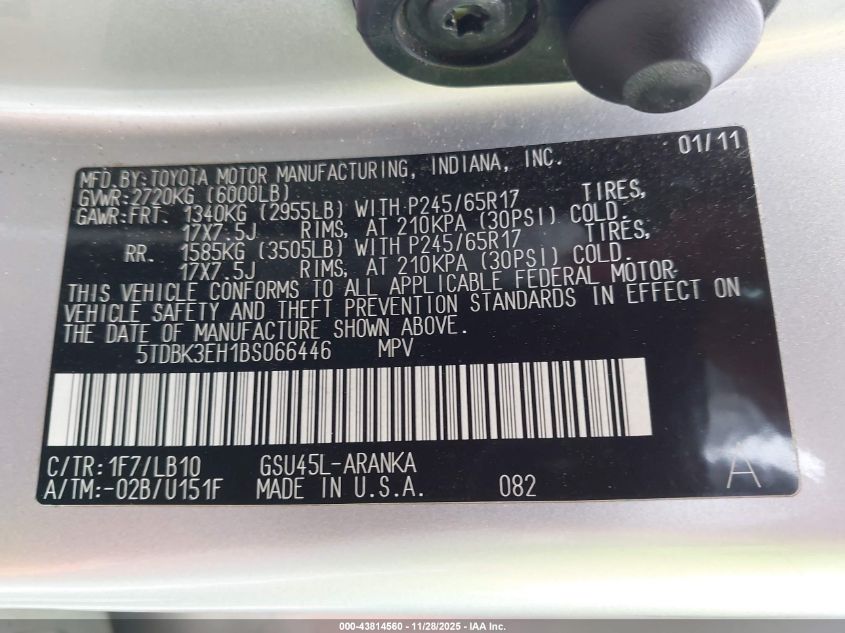 MFD.BY:TOYOTA MOTOR MANUFACTURING, INDIANA, INC. 01/11
GVWR:2720KG (6000LB)
GAWR:FRT. 1340KG (2955LB) WITH P245/65R17 TIRES,
17X7.5J RIMS, AT 210KPA (30PSI) COLD.
RR. 1585KG (3505LB) WITH P245/65R17 TIRES,
17X7.5J RIMS, AT 210KPA (30PSI) COLD.
THIS VEHICLE CONFORMS TO ALL APPLICABLE FEDERAL MOTOR
VEHICLE SAFETY AND THEFT PREVENTION STANDARDS IN EFFECT ON
THE DATE OF MANUFACTURE SHOWN ABOVE.
5TDBK3EH1BS066446 MPV
C/TR:1F7/LB10 GSU45L-ARANKA
A/TM:-02B/U151F MADE IN U.S.A. 082 A
000-43814560 - 11/28/2025 - IAA Inc.